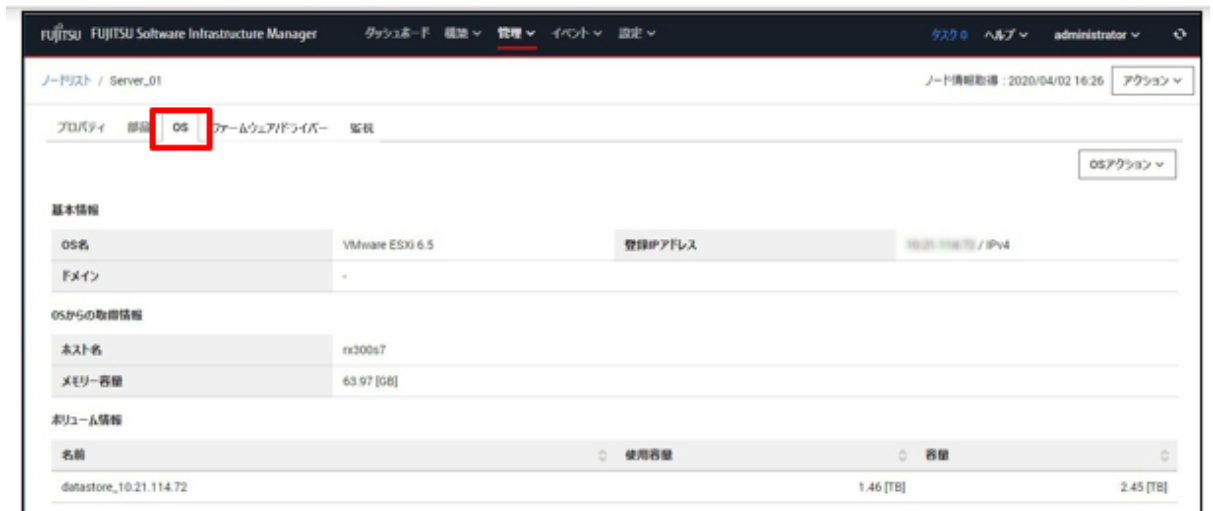 FUJITSU FUJITSU Software Infrastructure Manager ダッシュボード 構築 管理 イベント 設定 タスク 0 ヘルプ administrator
ノードリスト / Server_01 ノード情報取得 : 2020/04/02 16:26 アクション
プロパティ 部品 OS ファームウェア/ドライバー 監視
OSアクション
基本情報
OS名 VMware ESXi 6.5 登録IPアドレス / IPv4
ドメイン -
OSからの取得情報
ホスト名 rx300s7
メモリー容量 63.97 [GB]
ボリューム情報
名前 使用容量 容量
datastore_10.21.114.72 1.46 [TB] 2.45 [TB]